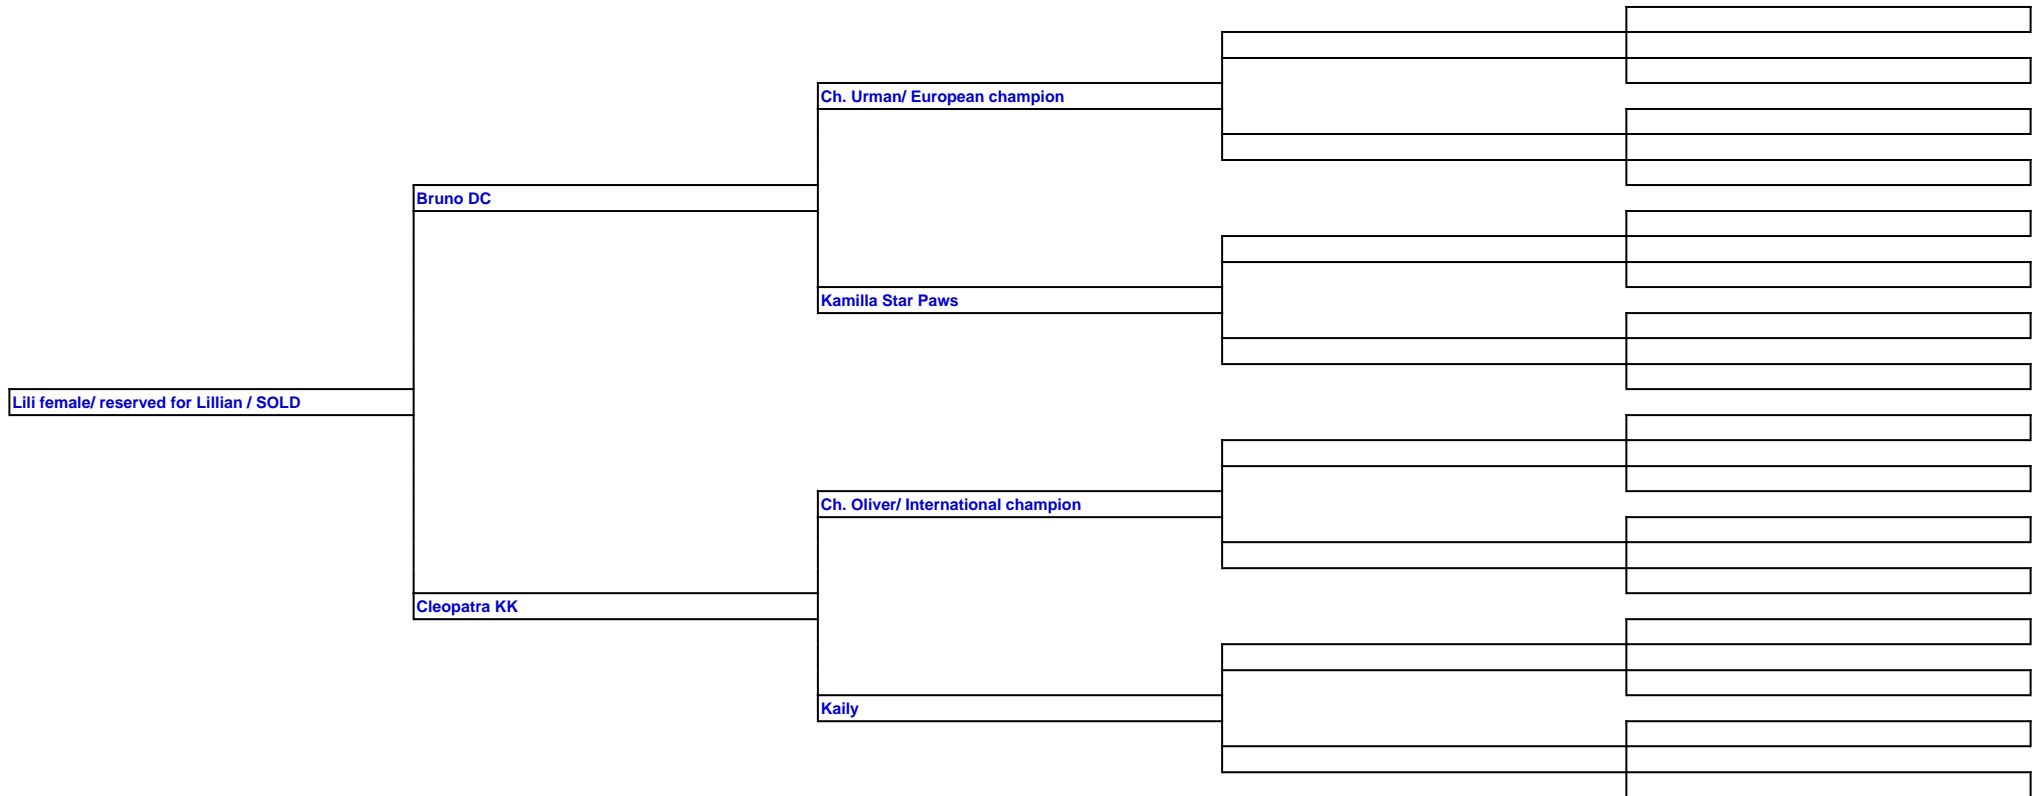 Ch. Urman/ European champion
Bruno DC
Kamilla Star Paws
Lili female/ reserved for Lillian / SOLD
Ch. Oliver/ International champion
Cleopatra KK
Kaily